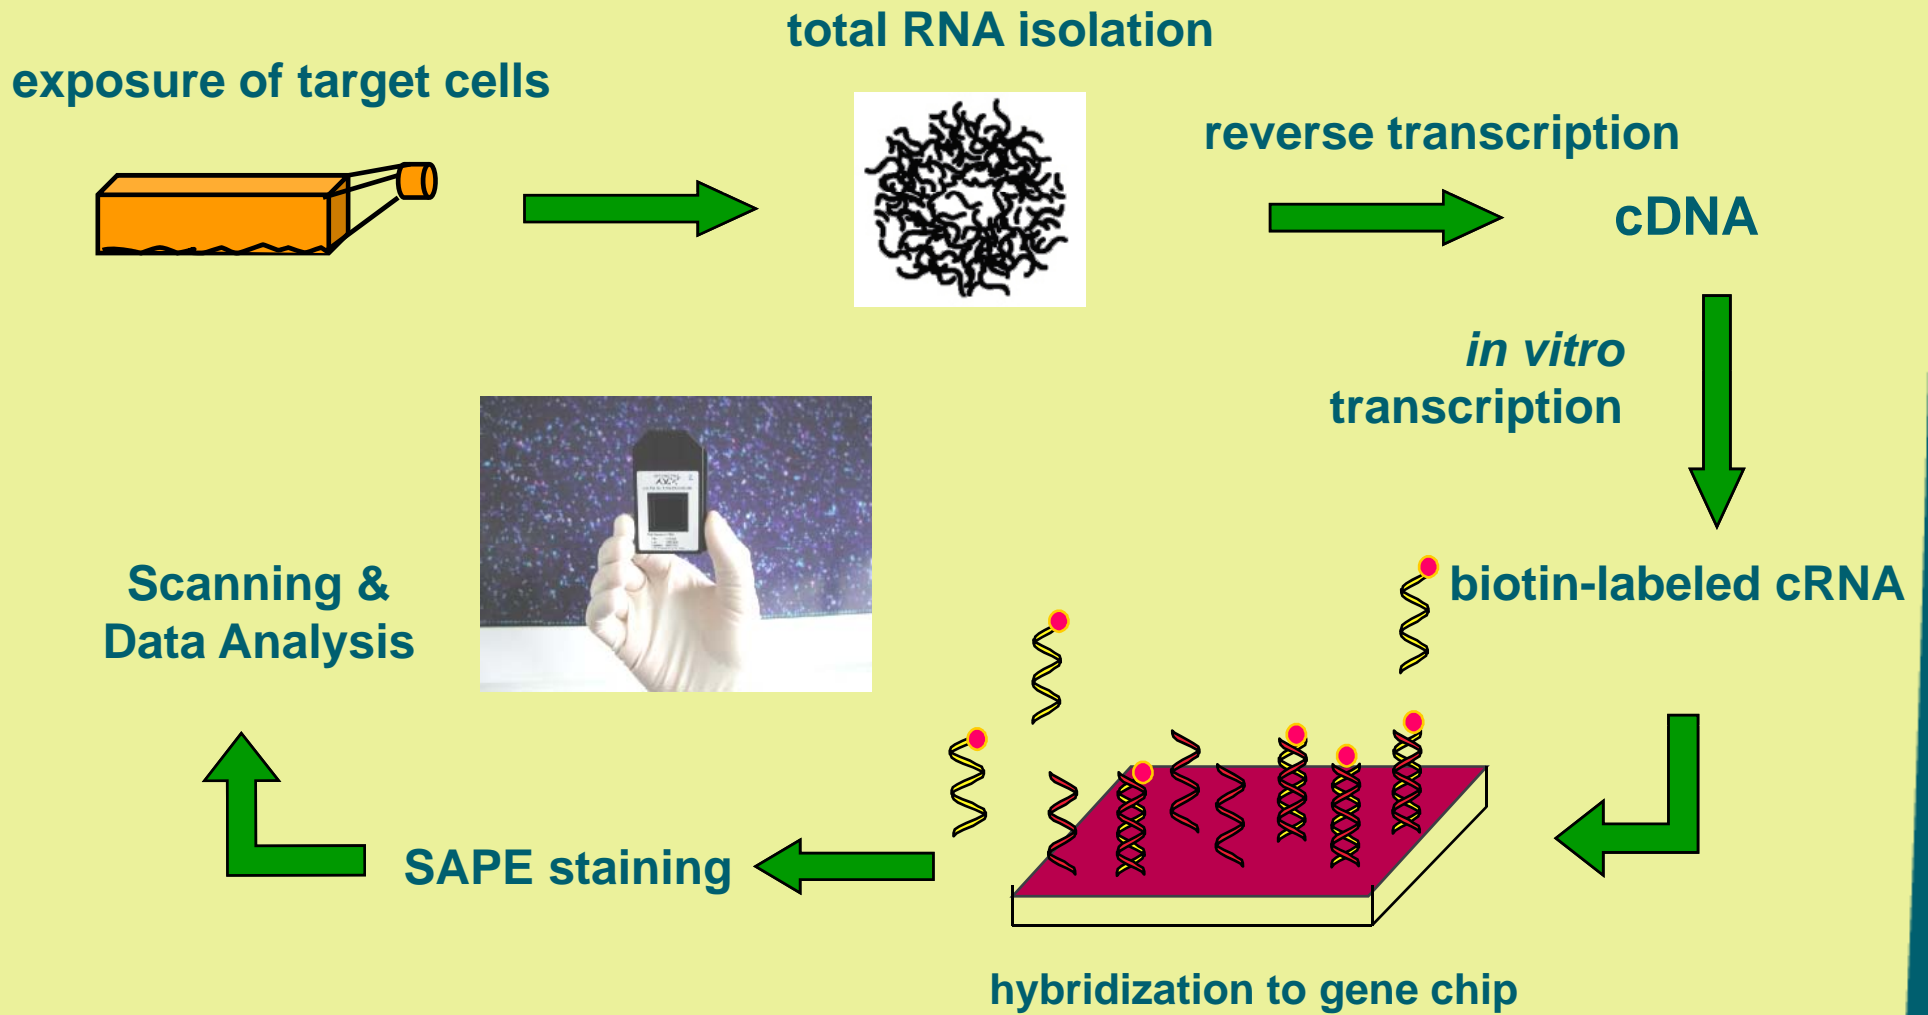 total RNA isolation
exposure of target cells
reverse transcription
cDNA
in vitro
transcription
biotin-labeled cRNA
Scanning &
Data Analysis
SAPE staining
hybridization to gene chip